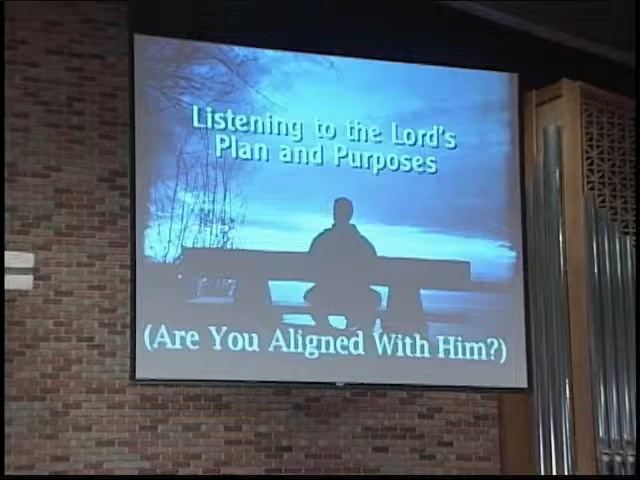 Listening to the Lord's
Plan and Purposes
(Are You Aligned With Him?)